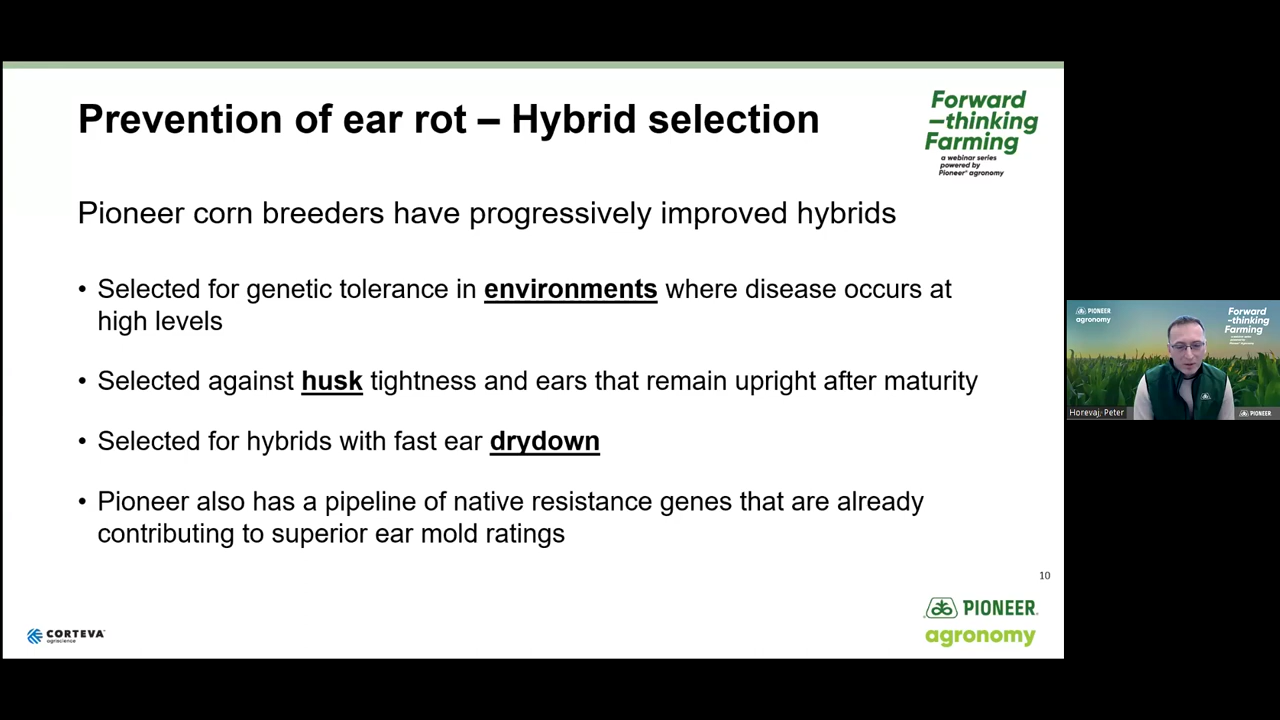 Prevention of ear rot – Hybrid selection
Forward
–thinking
Farming
a webinar series
powered by
Pioneer® agronomy
Pioneer corn breeders have progressively improved hybrids
• Selected for genetic tolerance in environments where disease occurs at
high levels
• Selected against husk tightness and ears that remain upright after maturity
• Selected for hybrids with fast ear drydown
• Pioneer also has a pipeline of native resistance genes that are already
contributing to superior ear mold ratings
10
CORTEVA
agriscience
PIONEER
agronomy
PIONEER
agronomy
Forward
–thinking
Farming
Horevaj, Peter
PIONEER